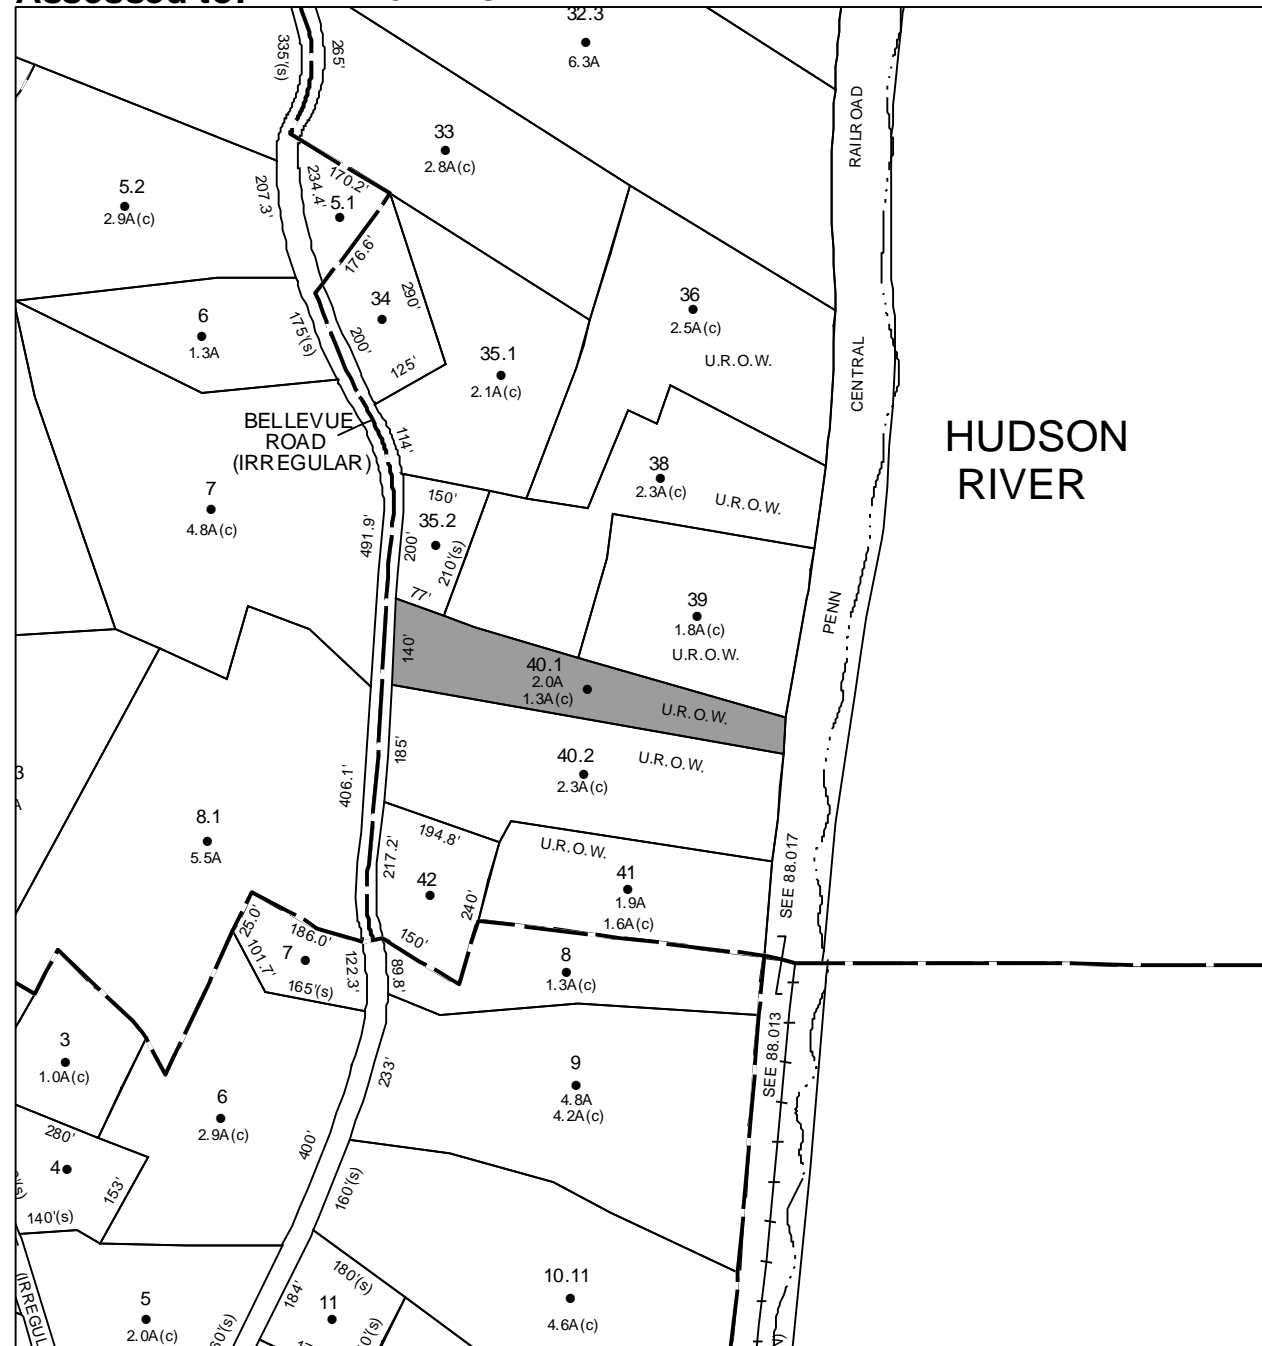 Assessed to:
32.3
6.3A
335'(s)
265'
RAILROAD
33
2.8A(c)
170.2'
234.4'
5.1
207.3'
5.2
2.9A(c)
176.6'
34
290'
200'
125'
175'(s)
6
1.3A
36
2.5A(c)
U.R.O.W.
CENTRAL
35.1
2.1A(c)
BELLEVUE
ROAD
(IRREGULAR)
114'
HUDSON
RIVER
38
2.3A(c)
U.R.O.W.
7
4.8A(c)
491.9'
150'
35.2
200'
210'(s)
77'
39
1.8A(c)
U.R.O.W.
PENN
140'
40.1
2.0A
1.3A(c)
U.R.O.W.
185'
40.2
2.3A(c)
U.R.O.W.
406.1'
3
A
8.1
5.5A
194.8'
217.2'
42
240'
150'
U.R.O.W.
41
1.9A
1.6A(c)
SEE 88.017
25.0'
186.0'
101.7'
7
165'(s)
122.3'
89.8'
8
1.3A(c)
SEE 88.013
3
1.0A(c)
233'
9
4.8A
4.2A(c)
6
2.9A(c)
400'
280'
4
153'
'(s)
140'(s)
160'(s)
(IRREGUL
5
2.0A(c)
60'(s)
184'
180'(s)
11
0'(s)
10.11
4.6A(c)